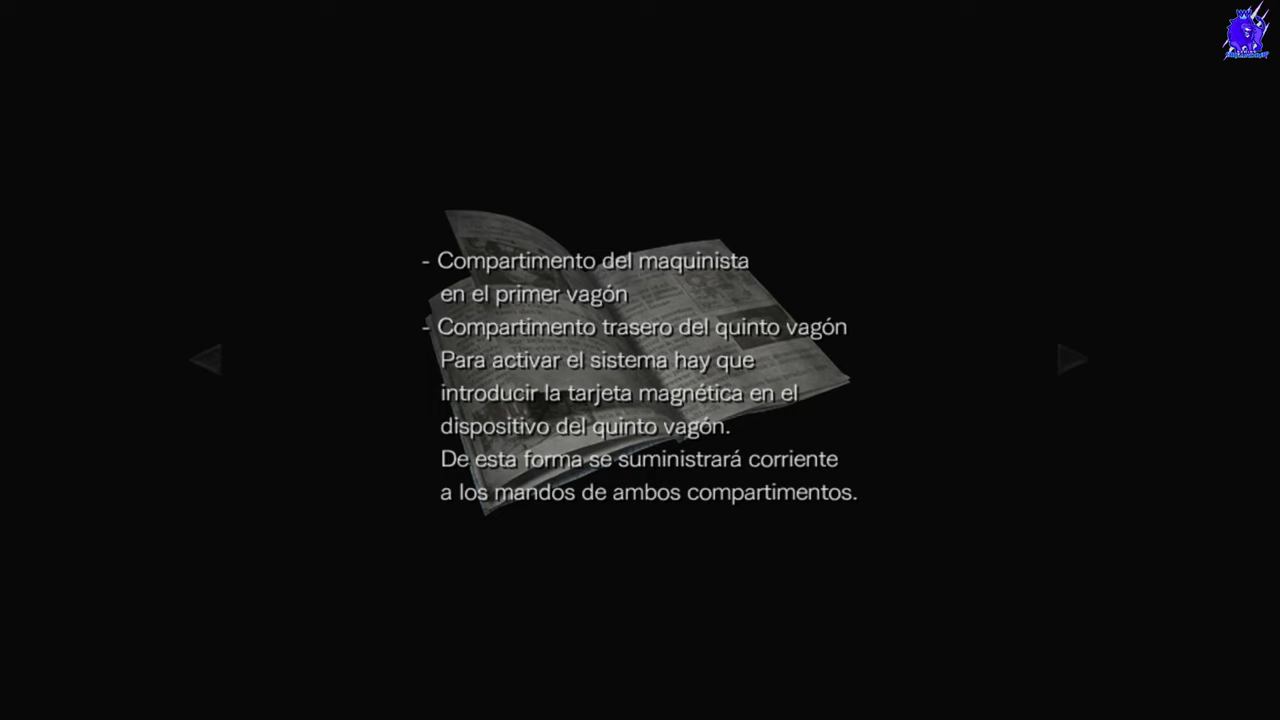 - Compartimento del maquinista
en el primer vagón
- Compartimento trasero del quinto vagón
Para activar el sistema hay que
introducir la tarjeta magnética en el
dispositivo del quinto vagón.
De esta forma se suministrará corriente
a los mandos de ambos compartimentos.